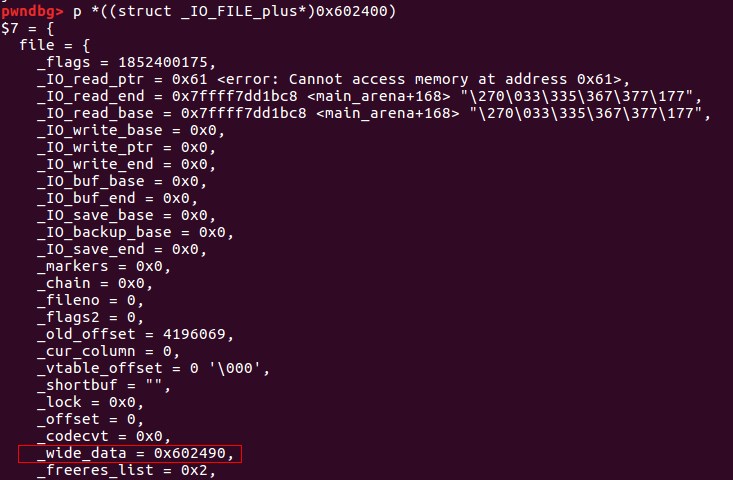 pwndbg> p *((struct _IO_FILE_plus*)0x602400)
$7 = {
  file = {
    _flags = 1852400175,
    _IO_read_ptr = 0x61 <error: Cannot access memory at address 0x61>,
    _IO_read_end = 0x7ffff7dd1bc8 <main_arena+168> "\270\033\335\367\377\177",
    _IO_read_base = 0x7ffff7dd1bc8 <main_arena+168> "\270\033\335\367\377\177",
    _IO_write_base = 0x0,
    _IO_write_ptr = 0x0,
    _IO_write_end = 0x0,
    _IO_buf_base = 0x0,
    _IO_buf_end = 0x0,
    _IO_save_base = 0x0,
    _IO_backup_base = 0x0,
    _IO_save_end = 0x0,
    _markers = 0x0,
    _chain = 0x0,
    _fileno = 0,
    _flags2 = 0,
    _old_offset = 4196069,
    _cur_column = 0,
    _vtable_offset = 0 '\000',
    _shortbuf = "",
    _lock = 0x0,
    _offset = 0,
    _codecvt = 0x0,
    _wide_data = 0x602490,
    _freeres_list = 0x2,